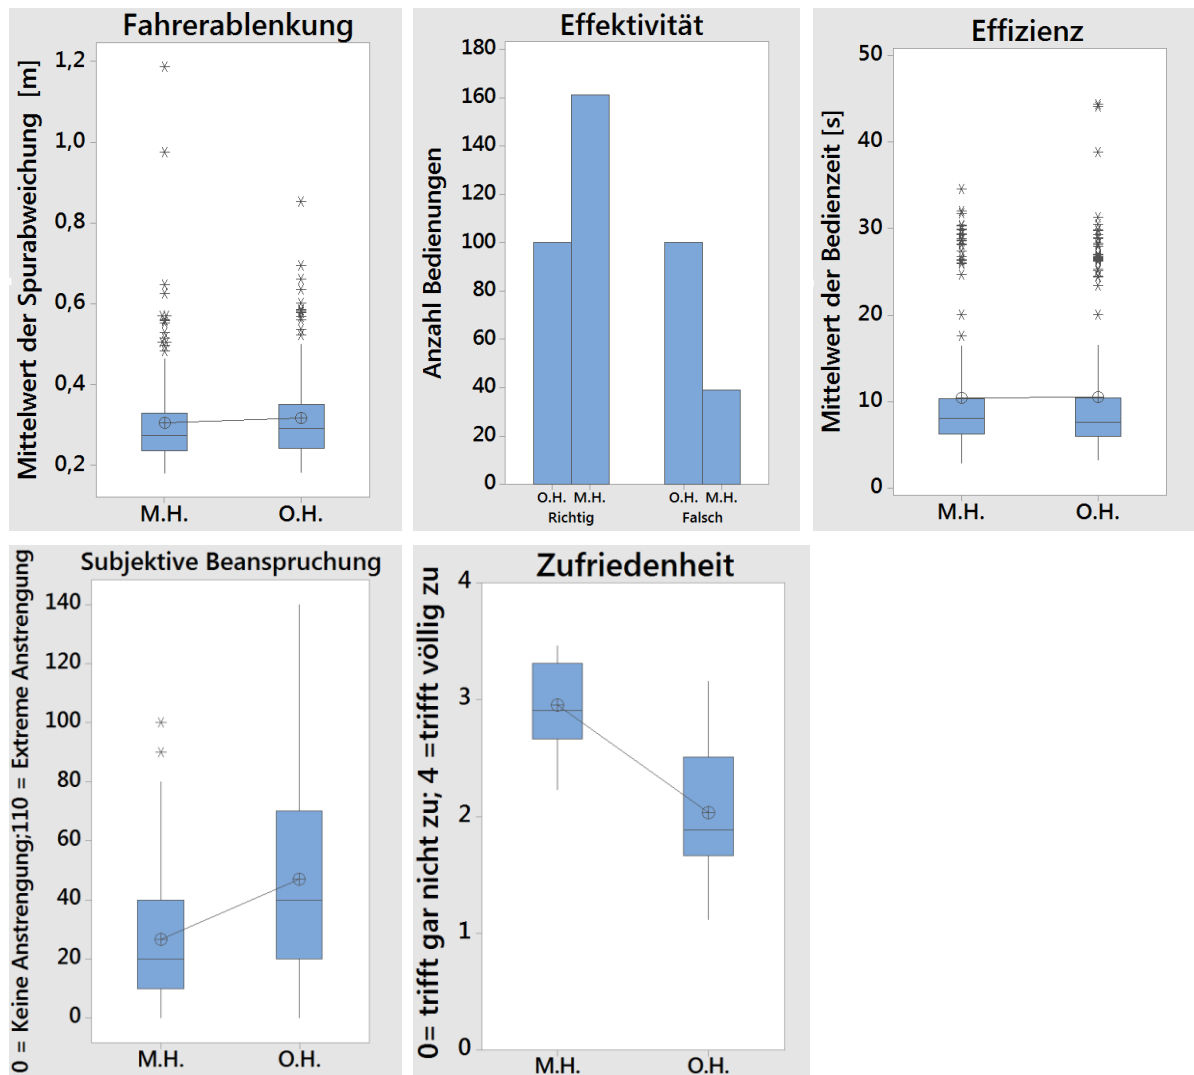 Fahrerablenkung
Mittelwert der Spurabweichung [m]
1,2
1,0
0,8
0,6
0,4
0,2
M.H. O.H.
Effektivität
Anzahl Bedienungen
180
160
140
120
100
80
60
40
20
0
O.H. M.H. O.H. M.H.
Richtig Falsch
Effizienz
Mittelwert der Bedienzeit [s]
50
40
30
20
10
0
M.H. O.H.
Subjektive Beanspruchung
0 = Keine Anstrengung;110 = Extreme Anstrengung
140
120
100
80
60
40
20
0
M.H. O.H.
Zufriedenheit
0= trifft gar nicht zu; 4 =trifft völlig zu
4
3
2
1
0
M.H. O.H.